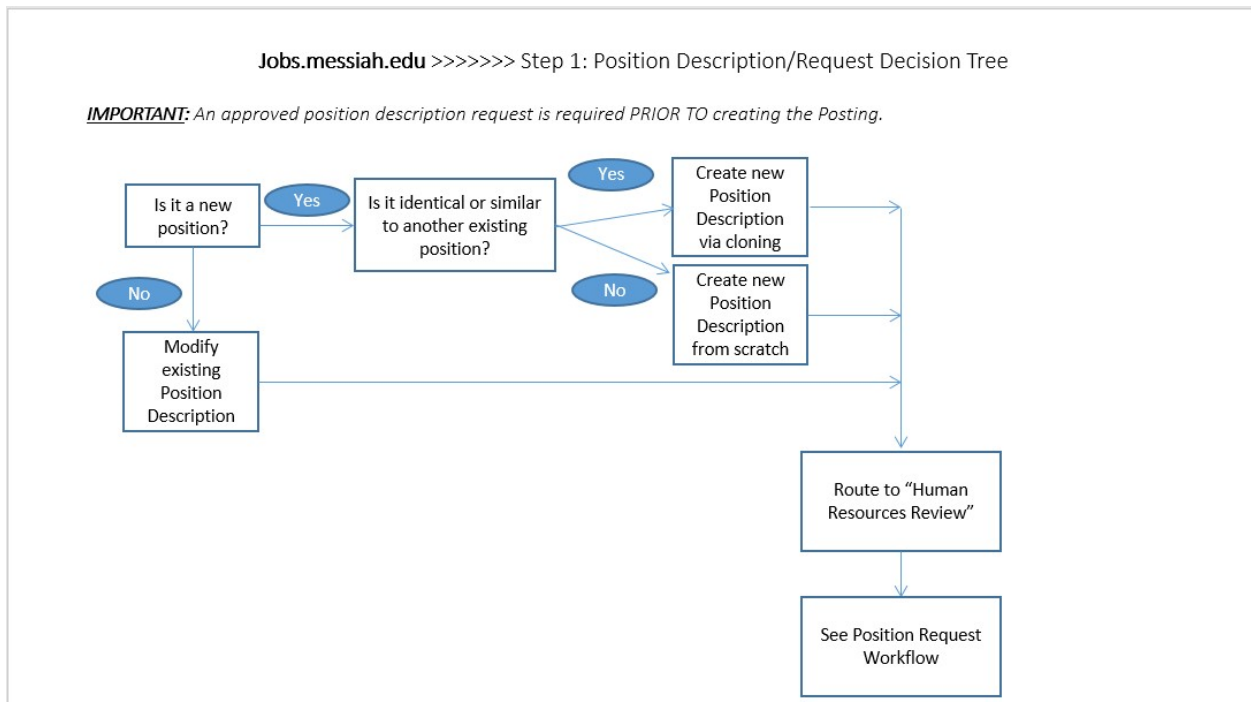 Jobs.messiah.edu >>>>>>> Step 1: Position Description/Request Decision Tree
IMPORTANT: An approved position description request is required PRIOR TO creating the Posting.
Is it a new
position?
Yes
Is it identical or similar
to another existing
position?
Yes
Create new
Position
Description
via cloning
No
Create new
Position
Description
from scratch
No
Modify
existing
Position
Description
Route to “Human
Resources Review”
See Position Request
Workflow